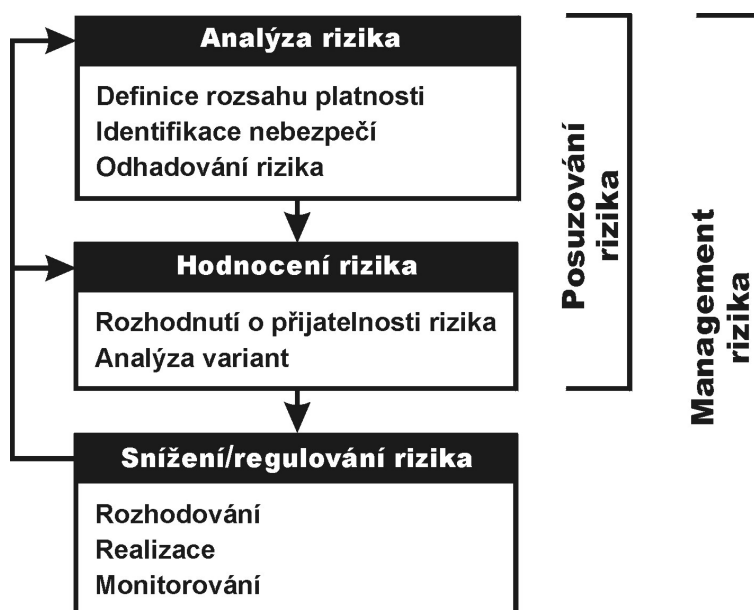 Analýza rizika
Definice rozsahu platnosti
Identifikace nebezpečí
Odhadování rizika
Hodnocení rizika
Rozhodnutí o přijatelnosti rizika
Analýza variant
Snížení/regulování rizika
Rozhodování
Realizace
Monitorování
Posuzování
rizika
Management
rizika